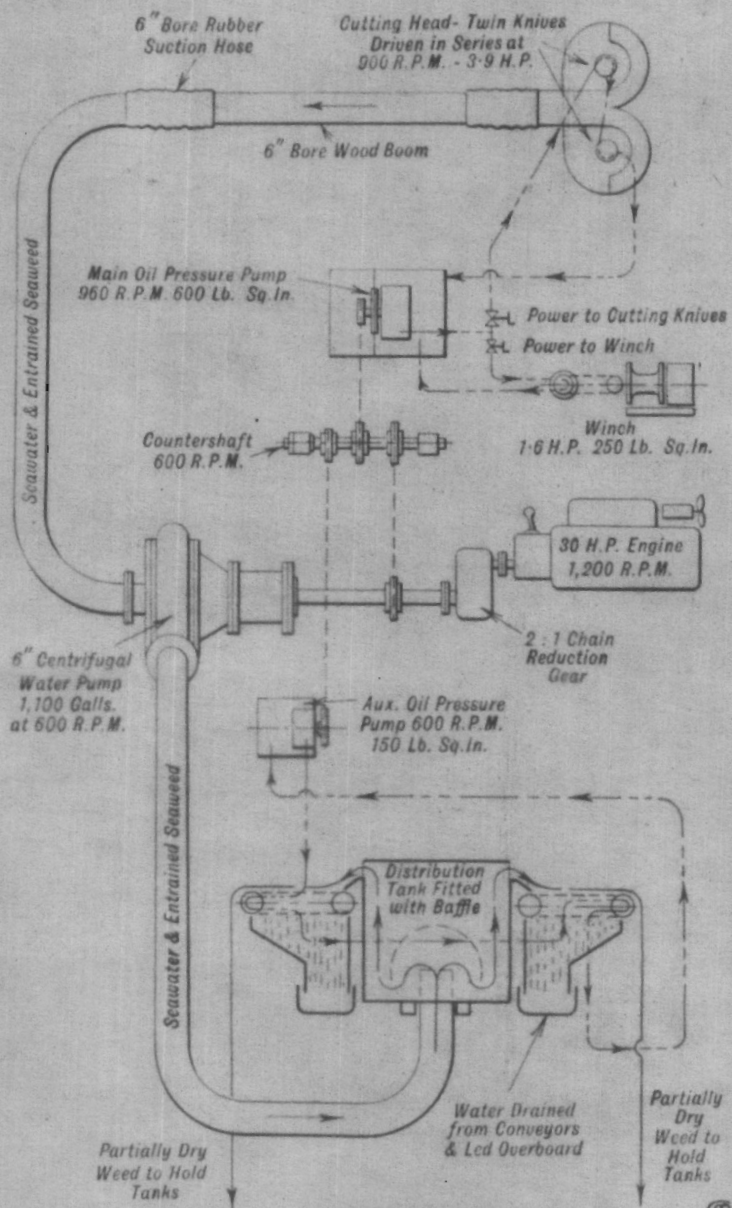 6" Bore Rubber
Suction Hose
Cutting Head- Twin Knives
Driven in Series at
900 R.P.M. - 3·9 H.P.
6" Bore Wood Boom
Seawater & Entrained Seaweed
Main Oil Pressure Pump
960 R.P.M. 600 Lb. Sq.In.
Power to Cutting Knives
Power to Winch
Winch
1·6 H.P. 250 Lb. Sq.In.
Countershaft
600 R.P.M.
30 H.P. Engine
1,200 R.P.M.
2 : 1 Chain
Reduction
Gear
6" Centrifugal
Water Pump
1,100 Galls.
at 600 R.P.M.
Aux. Oil Pressure
Pump 600 R.P.M.
150 Lb. Sq.In.
Seawater & Entrained Seaweed
Distribution
Tank Fitted
with Baffle
Water Drained
from Conveyors
& Led Overboard
Partially Dry
Weed to Hold
Tanks
Partially
Dry
Weed to
Hold
Tanks